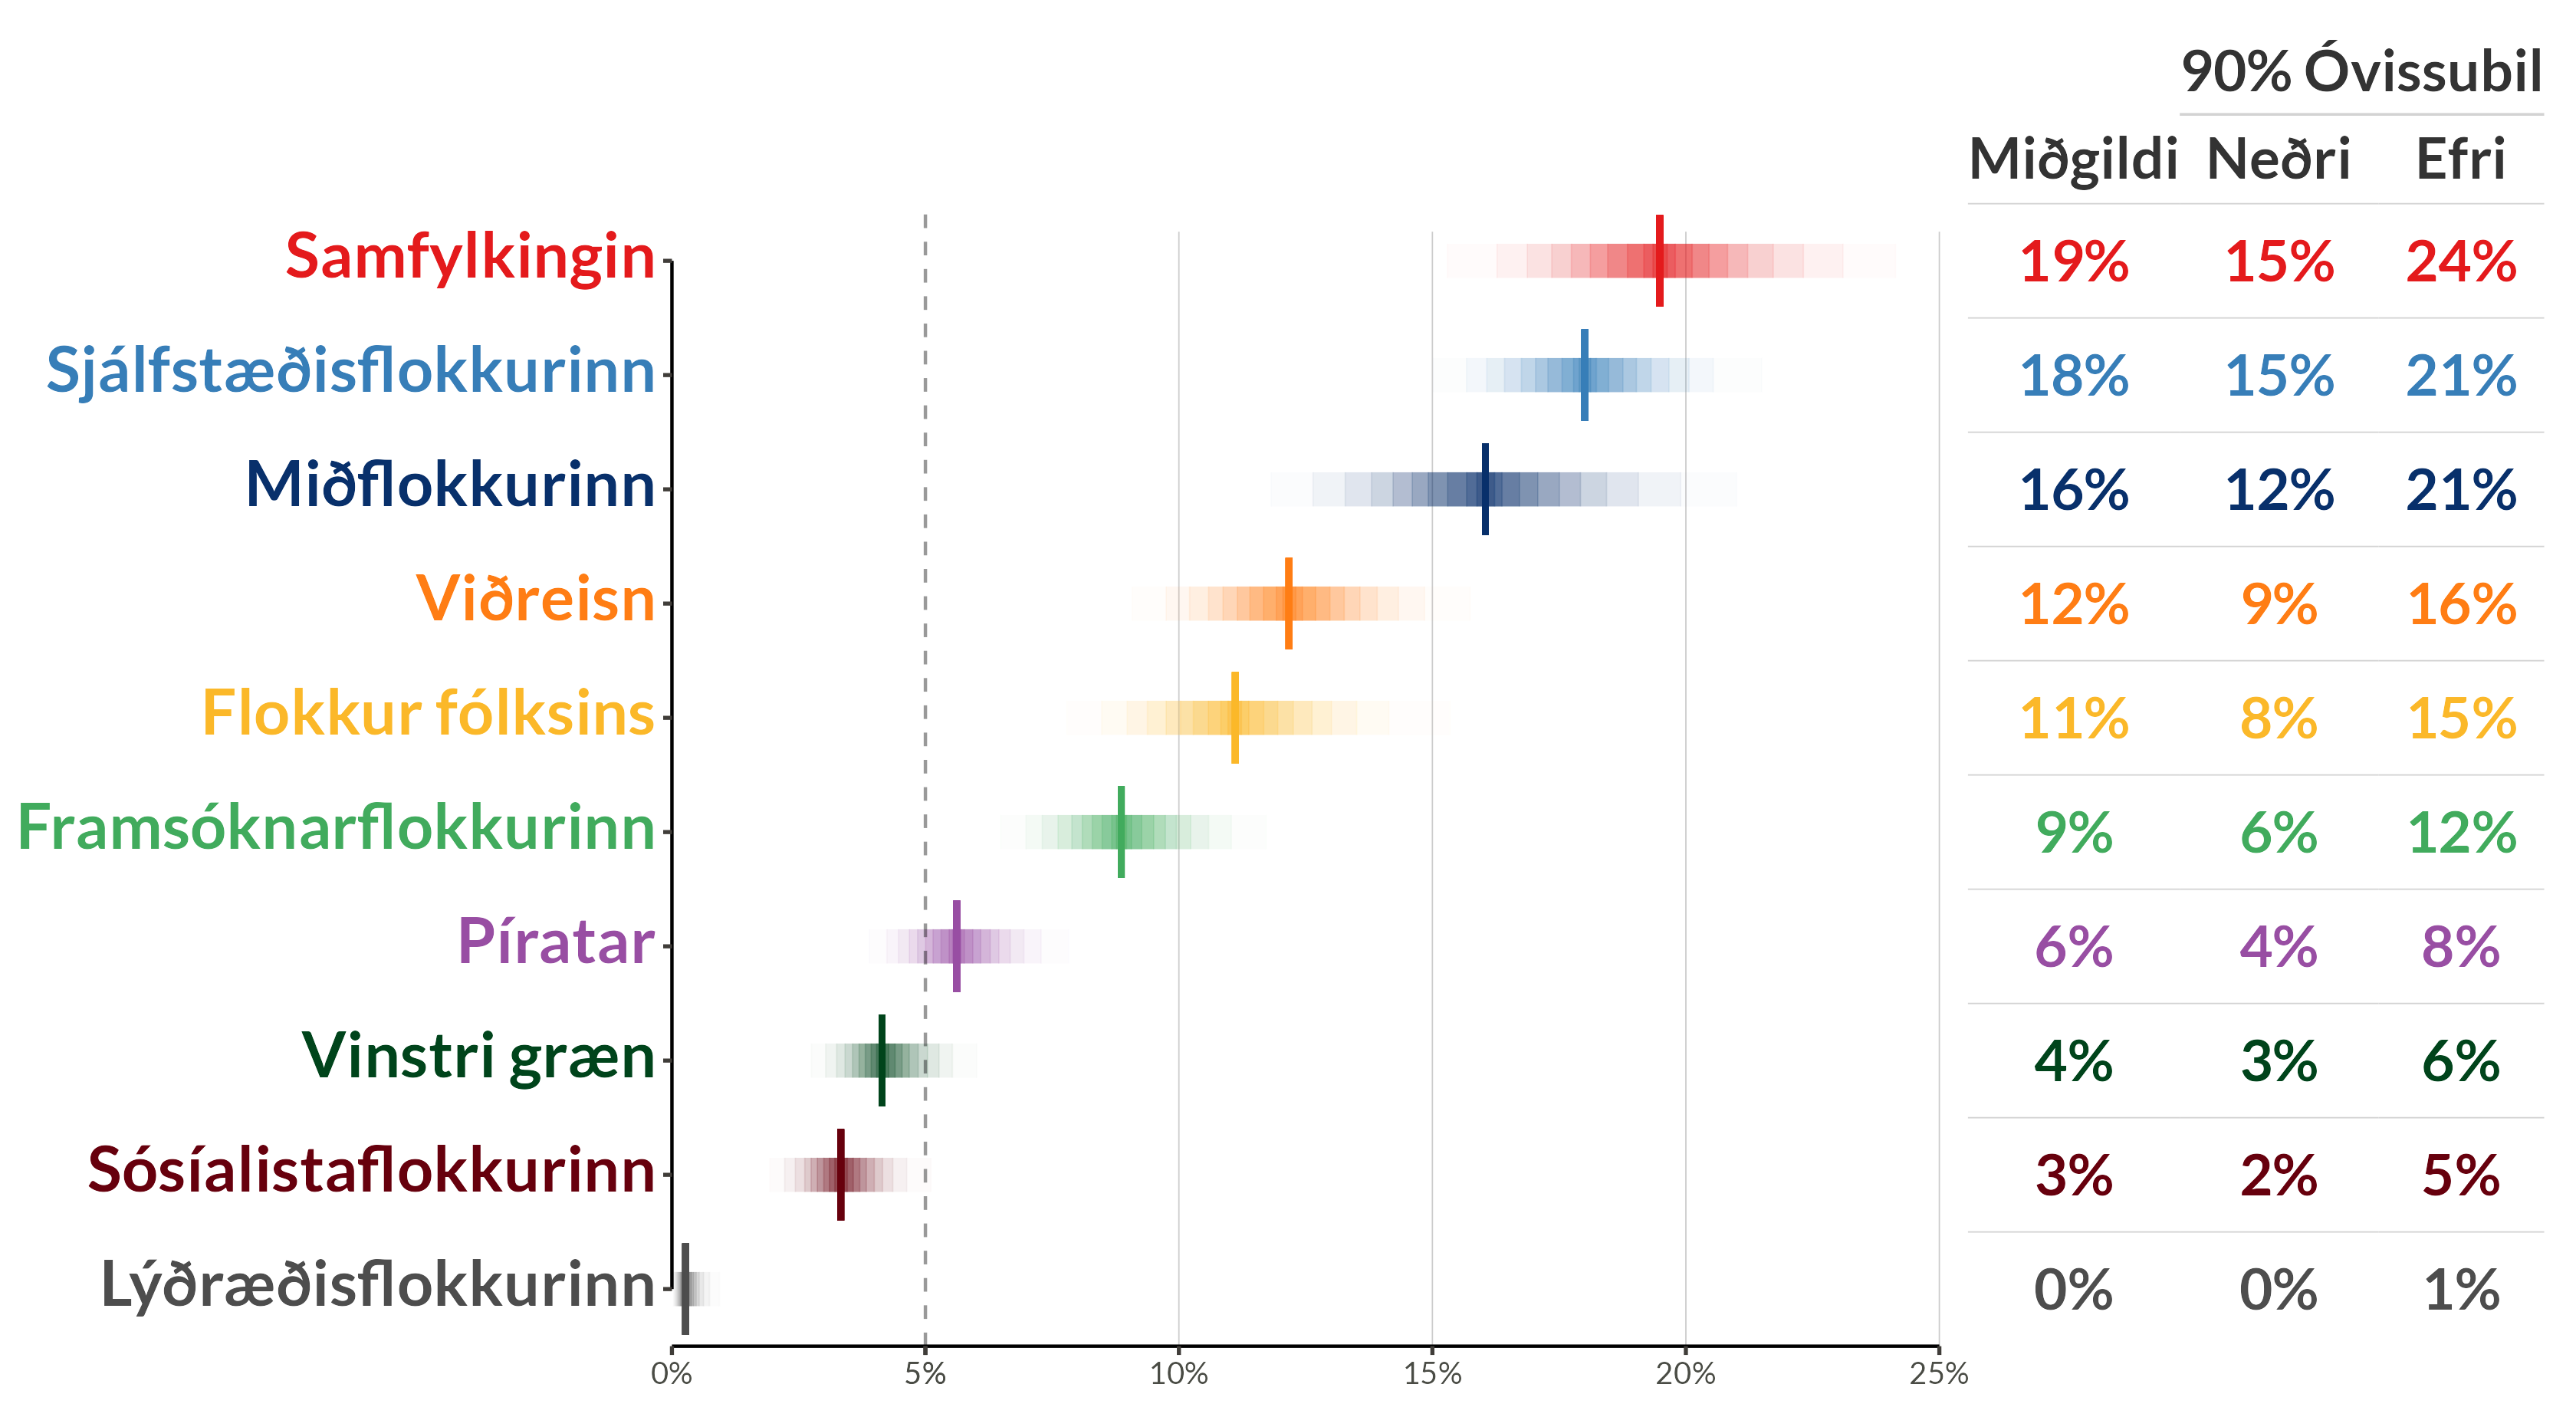 90% Óvissubil
Miðgildi Neðri Efri
Samfylkingin 19% 15% 24%
Sjálfstæðisflokkurinn 18% 15% 21%
Miðflokkurinn 16% 12% 21%
Viðreisn 12% 9% 16%
Flokkur fólksins 11% 8% 15%
Framsóknarflokkurinn 9% 6% 12%
Píratar 6% 4% 8%
Vinstri græn 4% 3% 6%
Sósíalistaflokkurinn 3% 2% 5%
Lýðræðisflokkurinn 0% 0% 1%
0% 5% 10% 15% 20% 25%